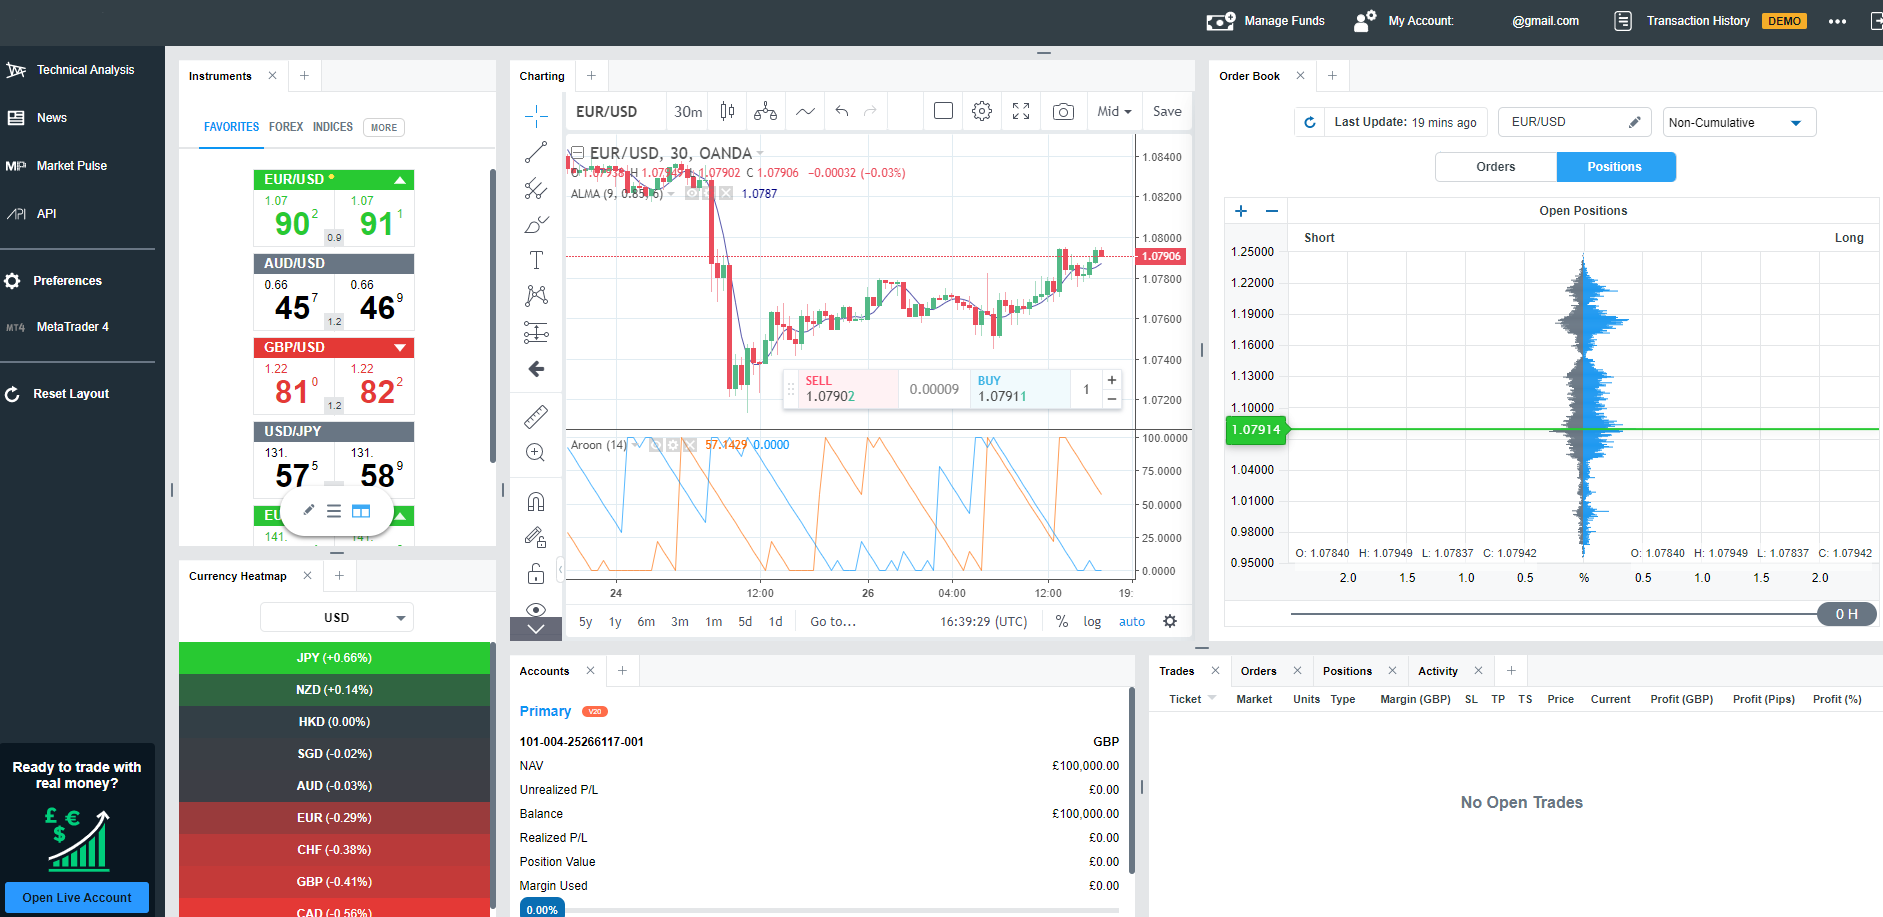 Manage Funds
My Account:
@gmail.com
Transaction History
DEMO
Technical Analysis
News
MP Market Pulse
API API
Preferences
MT4 MetaTrader 4
Reset Layout
Ready to trade with
real money?
£ €
$
Open Live Account
Instruments
FAVORITES FOREX INDICES MORE
EUR/USD
1.07 1.07
90 2 91 1
0.9
AUD/USD
0.66 0.66
45 7 46 9
1.2
GBP/USD
1.22 1.22
81 0 82 2
1.2
USD/JPY
131. 131.
57 5 58 9
EU
141. 141.
Currency Heatmap
USD
JPY (+0.66%)
NZD (+0.14%)
HKD (0.00%)
SGD (-0.02%)
AUD (-0.03%)
EUR (-0.29%)
CHF (-0.38%)
GBP (-0.41%)
CAD (-0.56%)
Charting
EUR/USD 30m Mid Save
EUR/USD, 30, OANDA
O 1.07938 H 1.07949 L 1.07902 C 1.07906 -0.00032 (-0.03%)
ALMA (9, 0.85, 6) 1.0787
1.08400
1.08200
1.08000
1.07906
1.07800
1.07600
1.07400
1.07200
SELL
1.07902
0.00009
BUY
1.07911
1
Aroon (14) 57.1429 0.0000
100.0000
75.0000
50.0000
25.0000
0.0000
24 12:00 26 04:00 12:00 19:
5y 1y 6m 3m 1m 5d 1d Go to... 16:39:29 (UTC) % log auto
Order Book
Last Update: 19 mins ago
EUR/USD
Non-Cumulative
Orders Positions
Open Positions
Short Long
1.25000
1.22000
1.19000
1.16000
1.13000
1.10000
1.07914
1.04000
1.01000
0.98000
0.95000
O: 1.07840 H: 1.07949 L: 1.07837 C: 1.07942
O: 1.07840 H: 1.07949 L: 1.07837 C: 1.07942
2.0 1.5 1.0 0.5 % 0.5 1.0 1.5 2.0
0 H
Accounts
Primary V20
101-004-25266117-001 GBP
NAV £100,000.00
Unrealized P/L £0.00
Balance £100,000.00
Realized P/L £0.00
Position Value £0.00
Margin Used £0.00
0.00%
Trades Orders Positions Activity
Ticket Market Units Type Margin (GBP) SL TP TS Price Current Profit (GBP) Profit (Pips) Profit (%)
No Open Trades